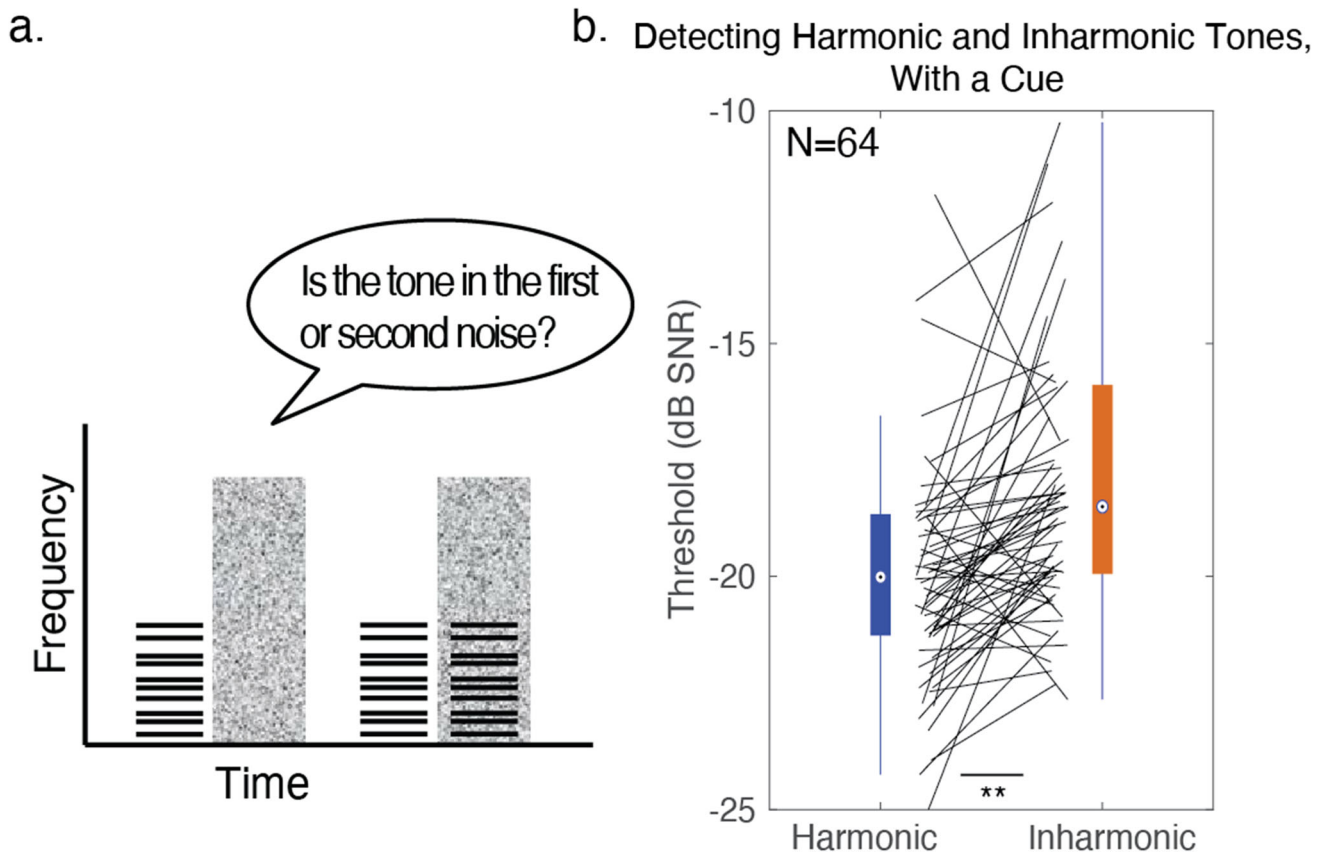 a.
Is the tone in the first
or second noise?
Frequency
Time
b.
Detecting Harmonic and Inharmonic Tones,
With a Cue
N=64
Threshold (dB SNR)
-10
-15
-20
-25
**
Harmonic
Inharmonic